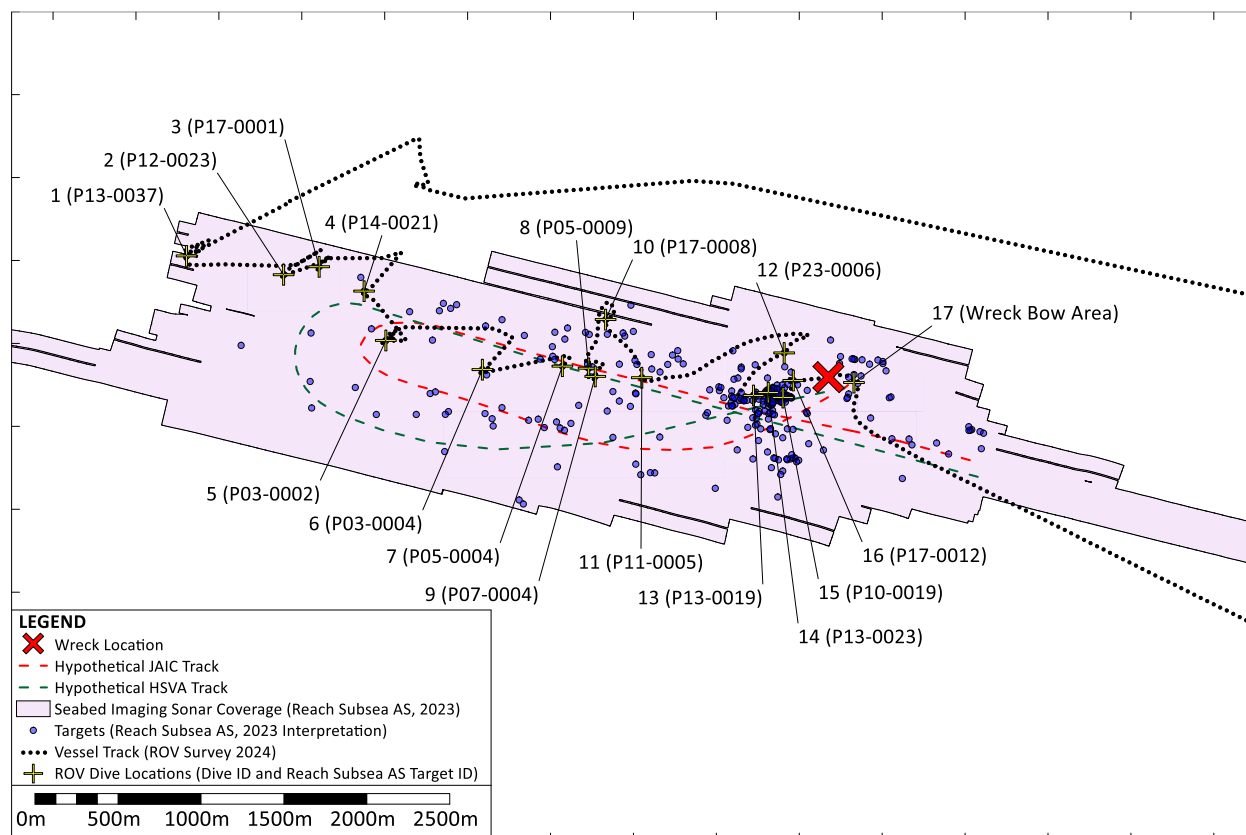 3 (P17-0001)
2 (P12-0023)
1 (P13-0037)
4 (P14-0021)
8 (P05-0009)
10 (P17-0008)
12 (P23-0006)
17 (Wreck Bow Area)
5 (P03-0002)
6 (P03-0004)
7 (P05-0004)
9 (P07-0004)
11 (P11-0005)
13 (P13-0019)
16 (P17-0012)
15 (P10-0019)
14 (P13-0023)
LEGEND
Wreck Location
Hypothetical JAIC Track
Hypothetical HSVA Track
Seabed Imaging Sonar Coverage (Reach Subsea AS, 2023)
Targets (Reach Subsea AS, 2023 Interpretation)
Vessel Track (ROV Survey 2024)
ROV Dive Locations (Dive ID and Reach Subsea AS Target ID)
0m 500m 1000m 1500m 2000m 2500m